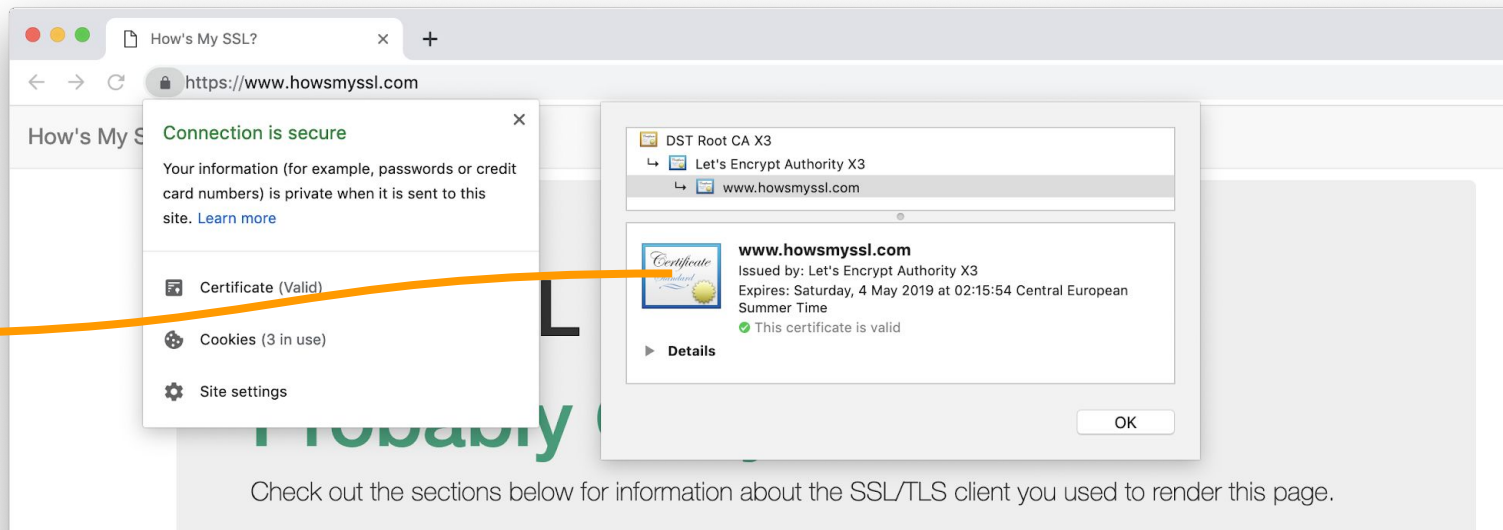 How's My SSL?
https://www.howsmyssl.com
How's My S
Connection is secure
Your information (for example, passwords or credit
card numbers) is private when it is sent to this
site. Learn more
Certificate (Valid)
Cookies (3 in use)
Site settings
DST Root CA X3
Let's Encrypt Authority X3
www.howsmyssl.com
Certificate
Standard
www.howsmyssl.com
Issued by: Let's Encrypt Authority X3
Expires: Saturday, 4 May 2019 at 02:15:54 Central European
Summer Time
This certificate is valid
Details
OK
L
Probably
Check out the sections below for information about the SSL/TLS client you used to render this page.